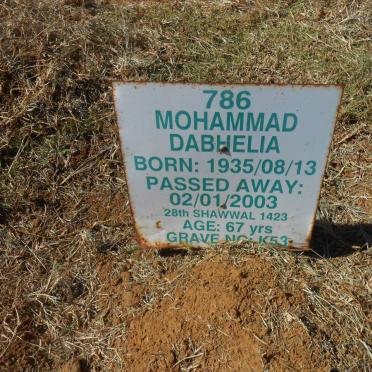 786
MOHAMMAD
DABHELIA
BORN: 1935/08/13
PASSED AWAY:
02/01/2003
28th SHAWWAL 1423
AGE: 67 yrs
GRAVE NO: K53